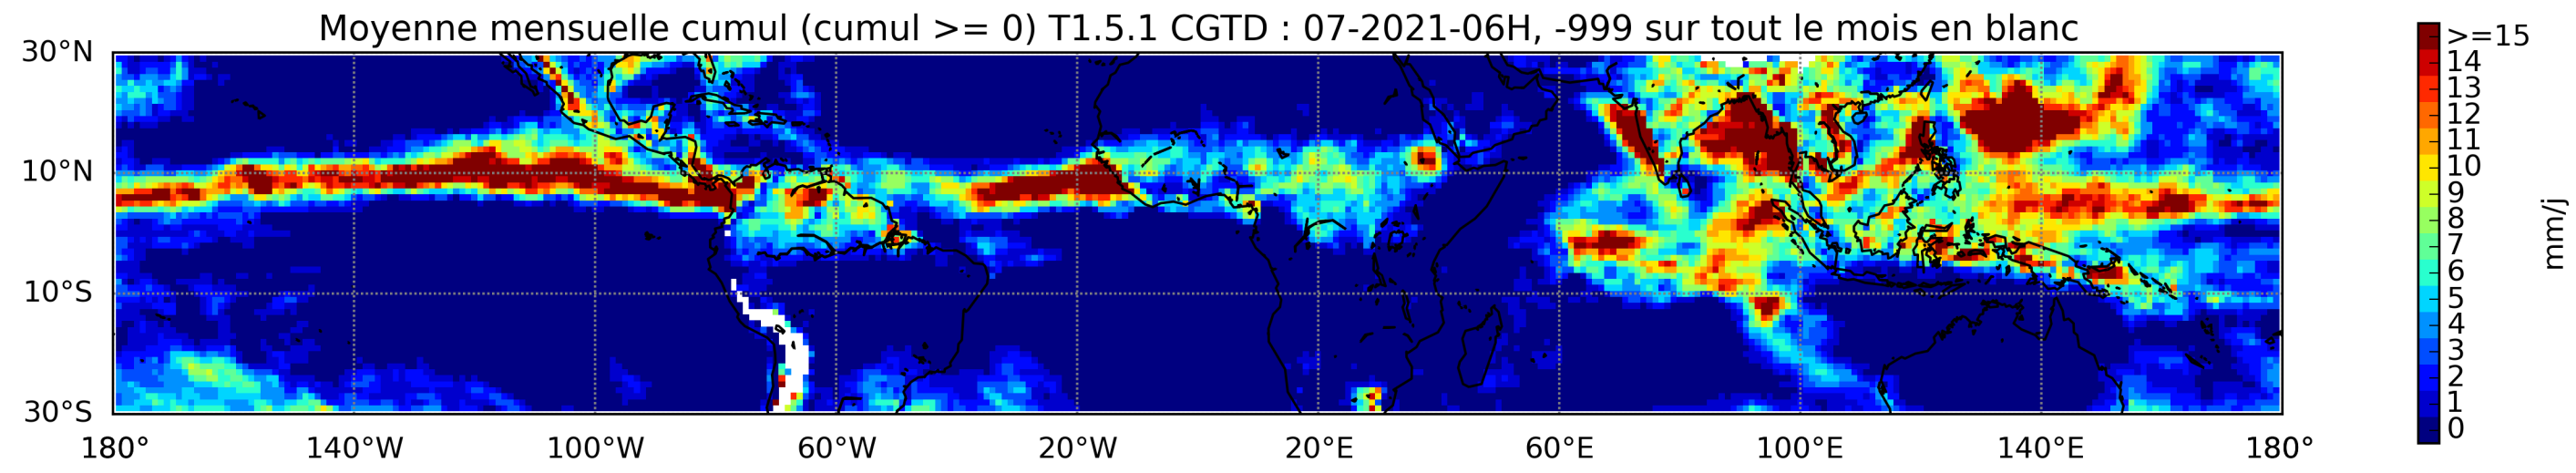 Moyenne mensuelle cumul (cumul >= 0) T1.5.1 CGTD : 07-2021-06H, -999 sur tout le mois en blanc
30°N
10°N
10°S
30°S
180°
140°W
100°W
60°W
20°W
20°E
60°E
100°E
140°E
180°
>=15
14
13
12
11
10
9
8
7
6
5
4
3
2
1
0
mm/j